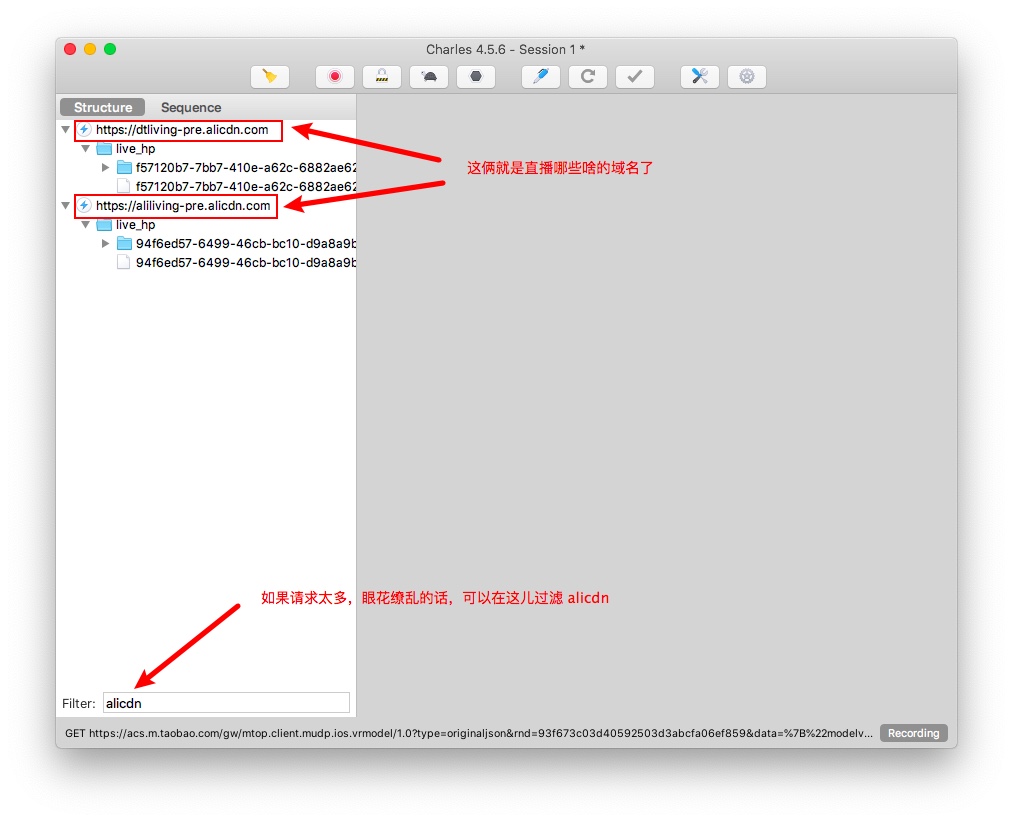 Charles 4.5.6 - Session 1 *
Structure Sequence
https://dtliving-pre.alicdn.com
live_hp
这俩就是直播哪些啥的域名了
f57120b7-7bb7-410e-a62c-6882ae62
f57120b7-7bb7-410e-a62c-6882ae62
https://aliliving-pre.alicdn.com
live_hp
94f6ed57-6499-46cb-bc10-d9a8a9b
94f6ed57-6499-46cb-bc10-d9a8a9b
如果请求太多，眼花缭乱的话，可以在这儿过滤 alicdn
Filter: alicdn
GET https://acs.m.taobao.com/gw/mtop.client.mudp.ios.vrmodel/1.0?type=originaljson&rnd=93f673c03d40592503d3abcfa06ef859&data=%7B%22modelv... Recording